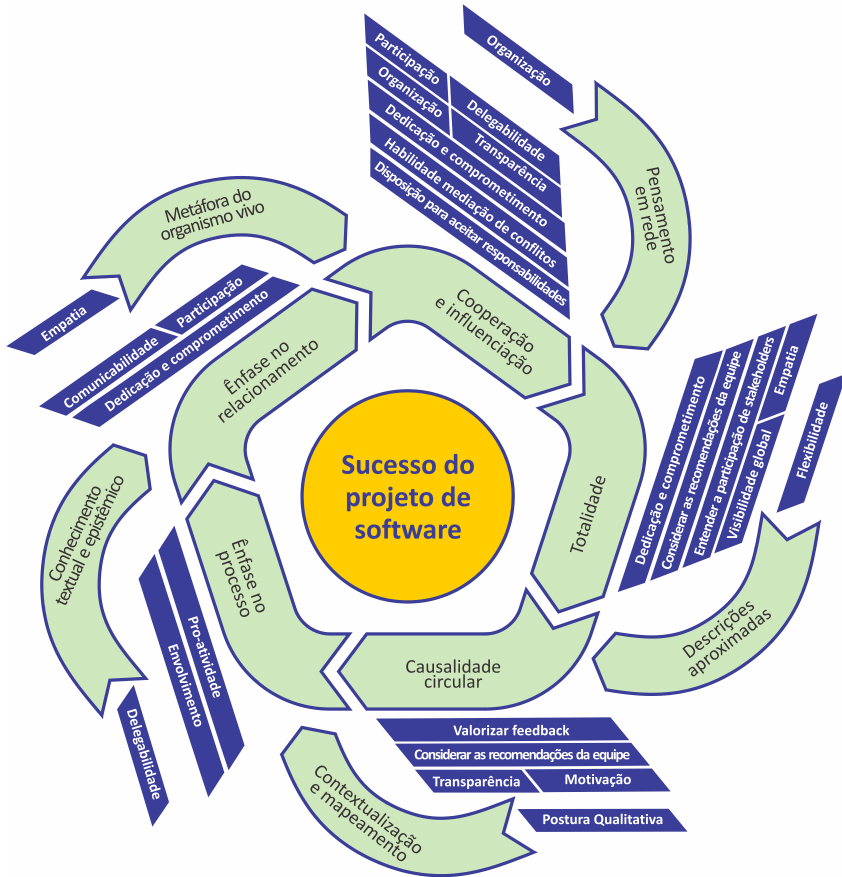 Organização
Participação
Organização
Delegabilidade
Transparência
Dedicação e comprometimento
Habilidade mediação de conflitos
Disposição para aceitar responsabilidades
Pensamento
em rede
Metáfora do
organismo vivo
Empatia
Participação
Comunicabilidade
Dedicação e comprometimento
Ênfase no
relacionamento
Cooperação
e influenciação
Sucesso do
projeto de
software
Totalidade
Dedicação e comprometimento
Considerar as recomendações da equipe
Entender a participação de stakeholders
Visibilidade global
Empatia
Flexibilidade
Descrições
aproximadas
Conhecimento
textual e epistêmico
Ênfase no
processo
Pro-atividade
Envolvimento
Delegabilidade
Causalidade
circular
Valorizar feedback
Considerar as recomendações da equipe
Transparência
Motivação
Postura Qualitativa
Contextualização
e mapeamento